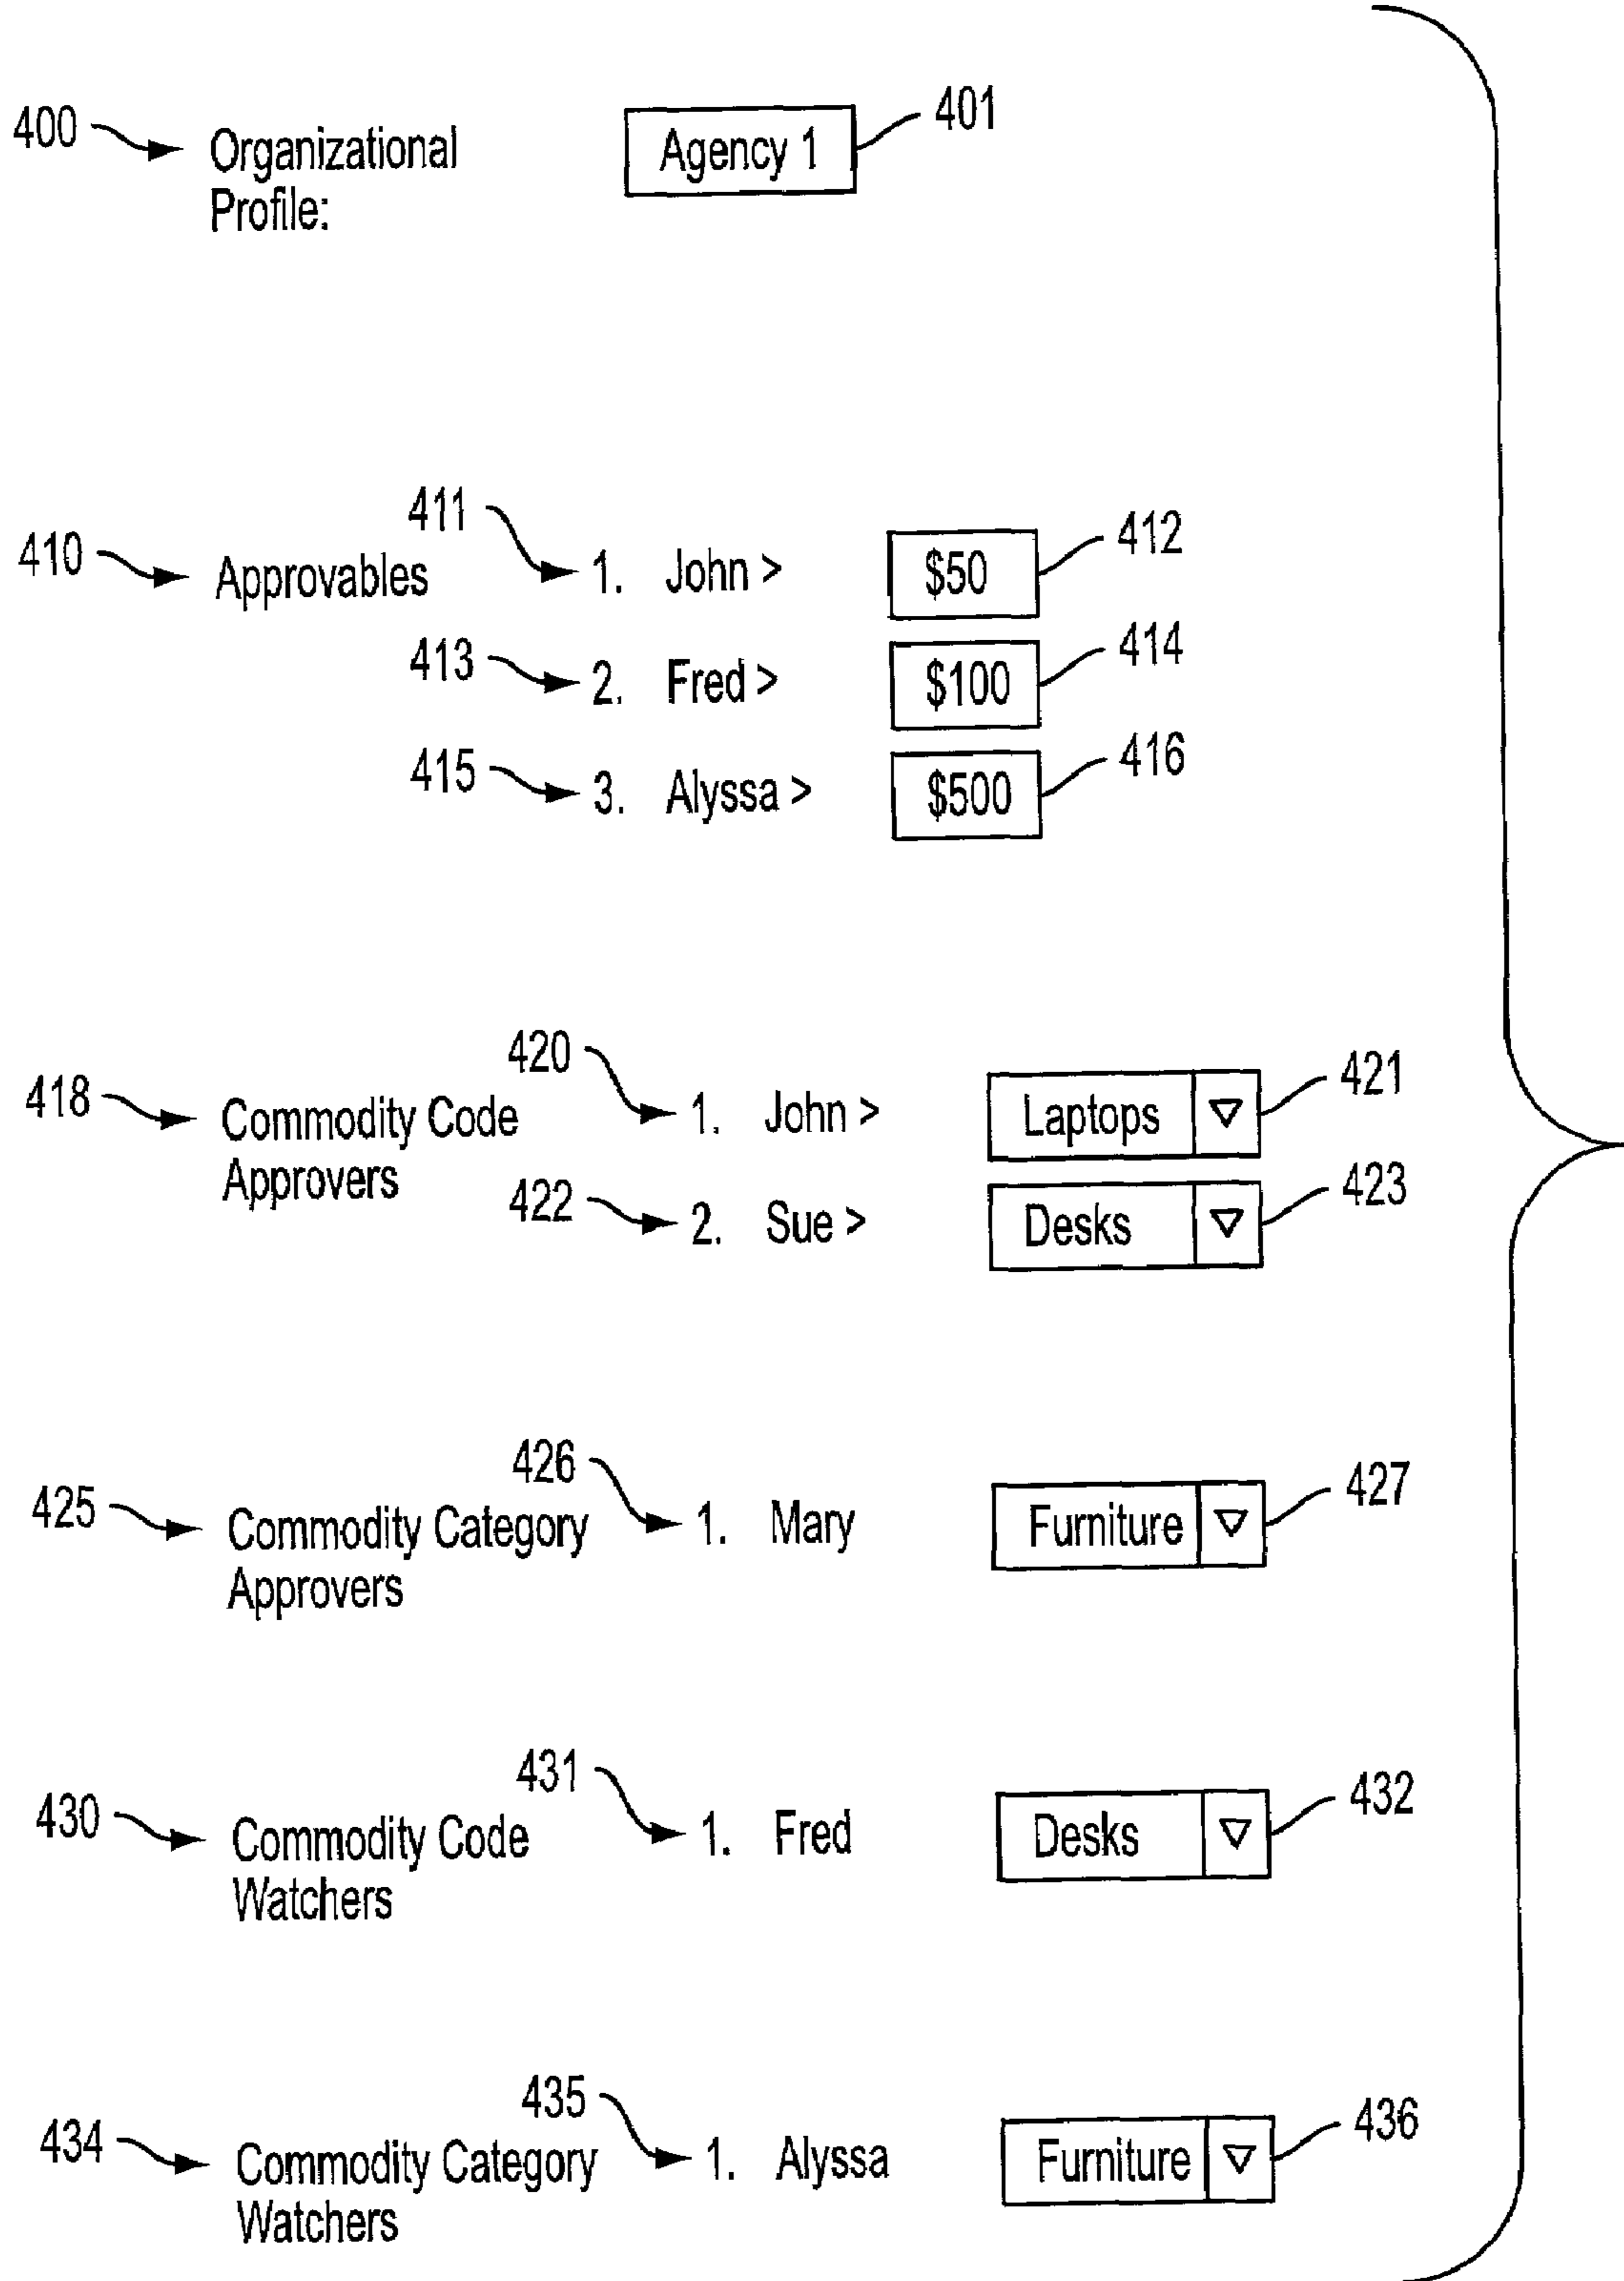 400 Organizational Agency 1 401
Profile:
411
410 Approvables 1. John > $50 412
413 2. Fred > $100 414
415 3. Alyssa > $500 416
420
418 Commodity Code 1. John > Laptops 421
Approvers
422 2. Sue > Desks 423
426
425 Commodity Category 1. Mary Furniture 427
Approvers
431
430 Commodity Code 1. Fred Desks 432
Watchers
435
434 Commodity Category 1. Alyssa Furniture 436
Watchers